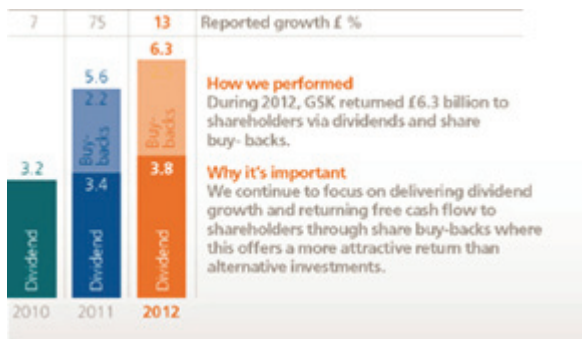 7 75 13 Reported growth £ %
6.3
5.6
2.2
Buy-
backs
Buy-
backs
3.2
3.8
3.4
Dividend
Dividend
Dividend
2010 2011 2012
How we performed
During 2012, GSK returned £6.3 billion to
shareholders via dividends and share
buy- backs.
Why it's important
We continue to focus on delivering dividend
growth and returning free cash flow to
shareholders through share buy-backs where
this offers a more attractive return than
alternative investments.